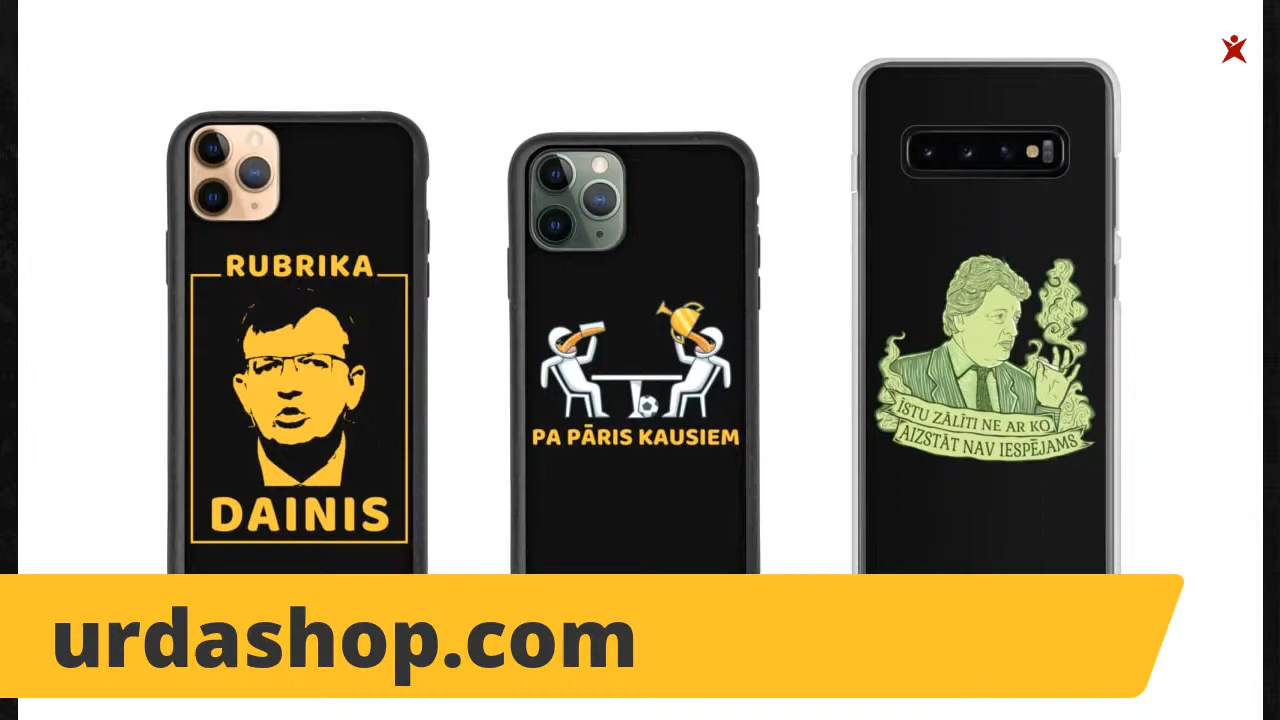 RUBRIKA
DAINIS
PA PĀRIS KAUSIEM
ĪSTU ZĀLĪTI NE AR KO
AIZSTĀT NAV IESPĒJAMS
urdashop.com